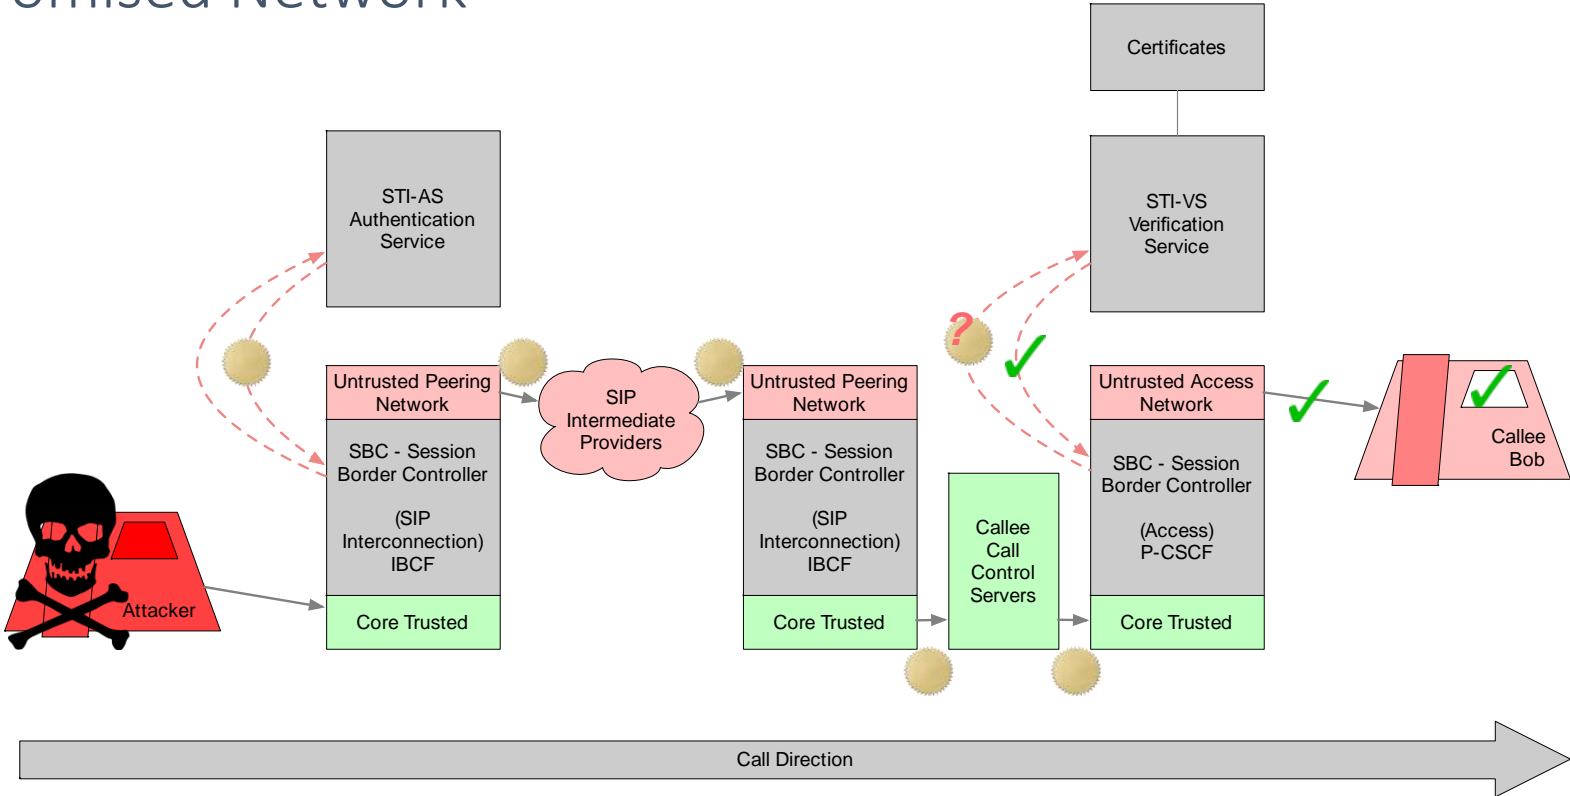 omised Network
Certificates
STI-AS
Authentication
Service
STI-VS
Verification
Service
?
Untrusted Peering
Network
SBC - Session
Border Controller
(SIP
Interconnection)
IBCF
Core Trusted
SIP
Intermediate
Providers
Untrusted Peering
Network
SBC - Session
Border Controller
(SIP
Interconnection)
IBCF
Core Trusted
Callee
Call
Control
Servers
Untrusted Access
Network
SBC - Session
Border Controller
(Access)
P-CSCF
Core Trusted
Callee
Bob
Attacker
Call Direction